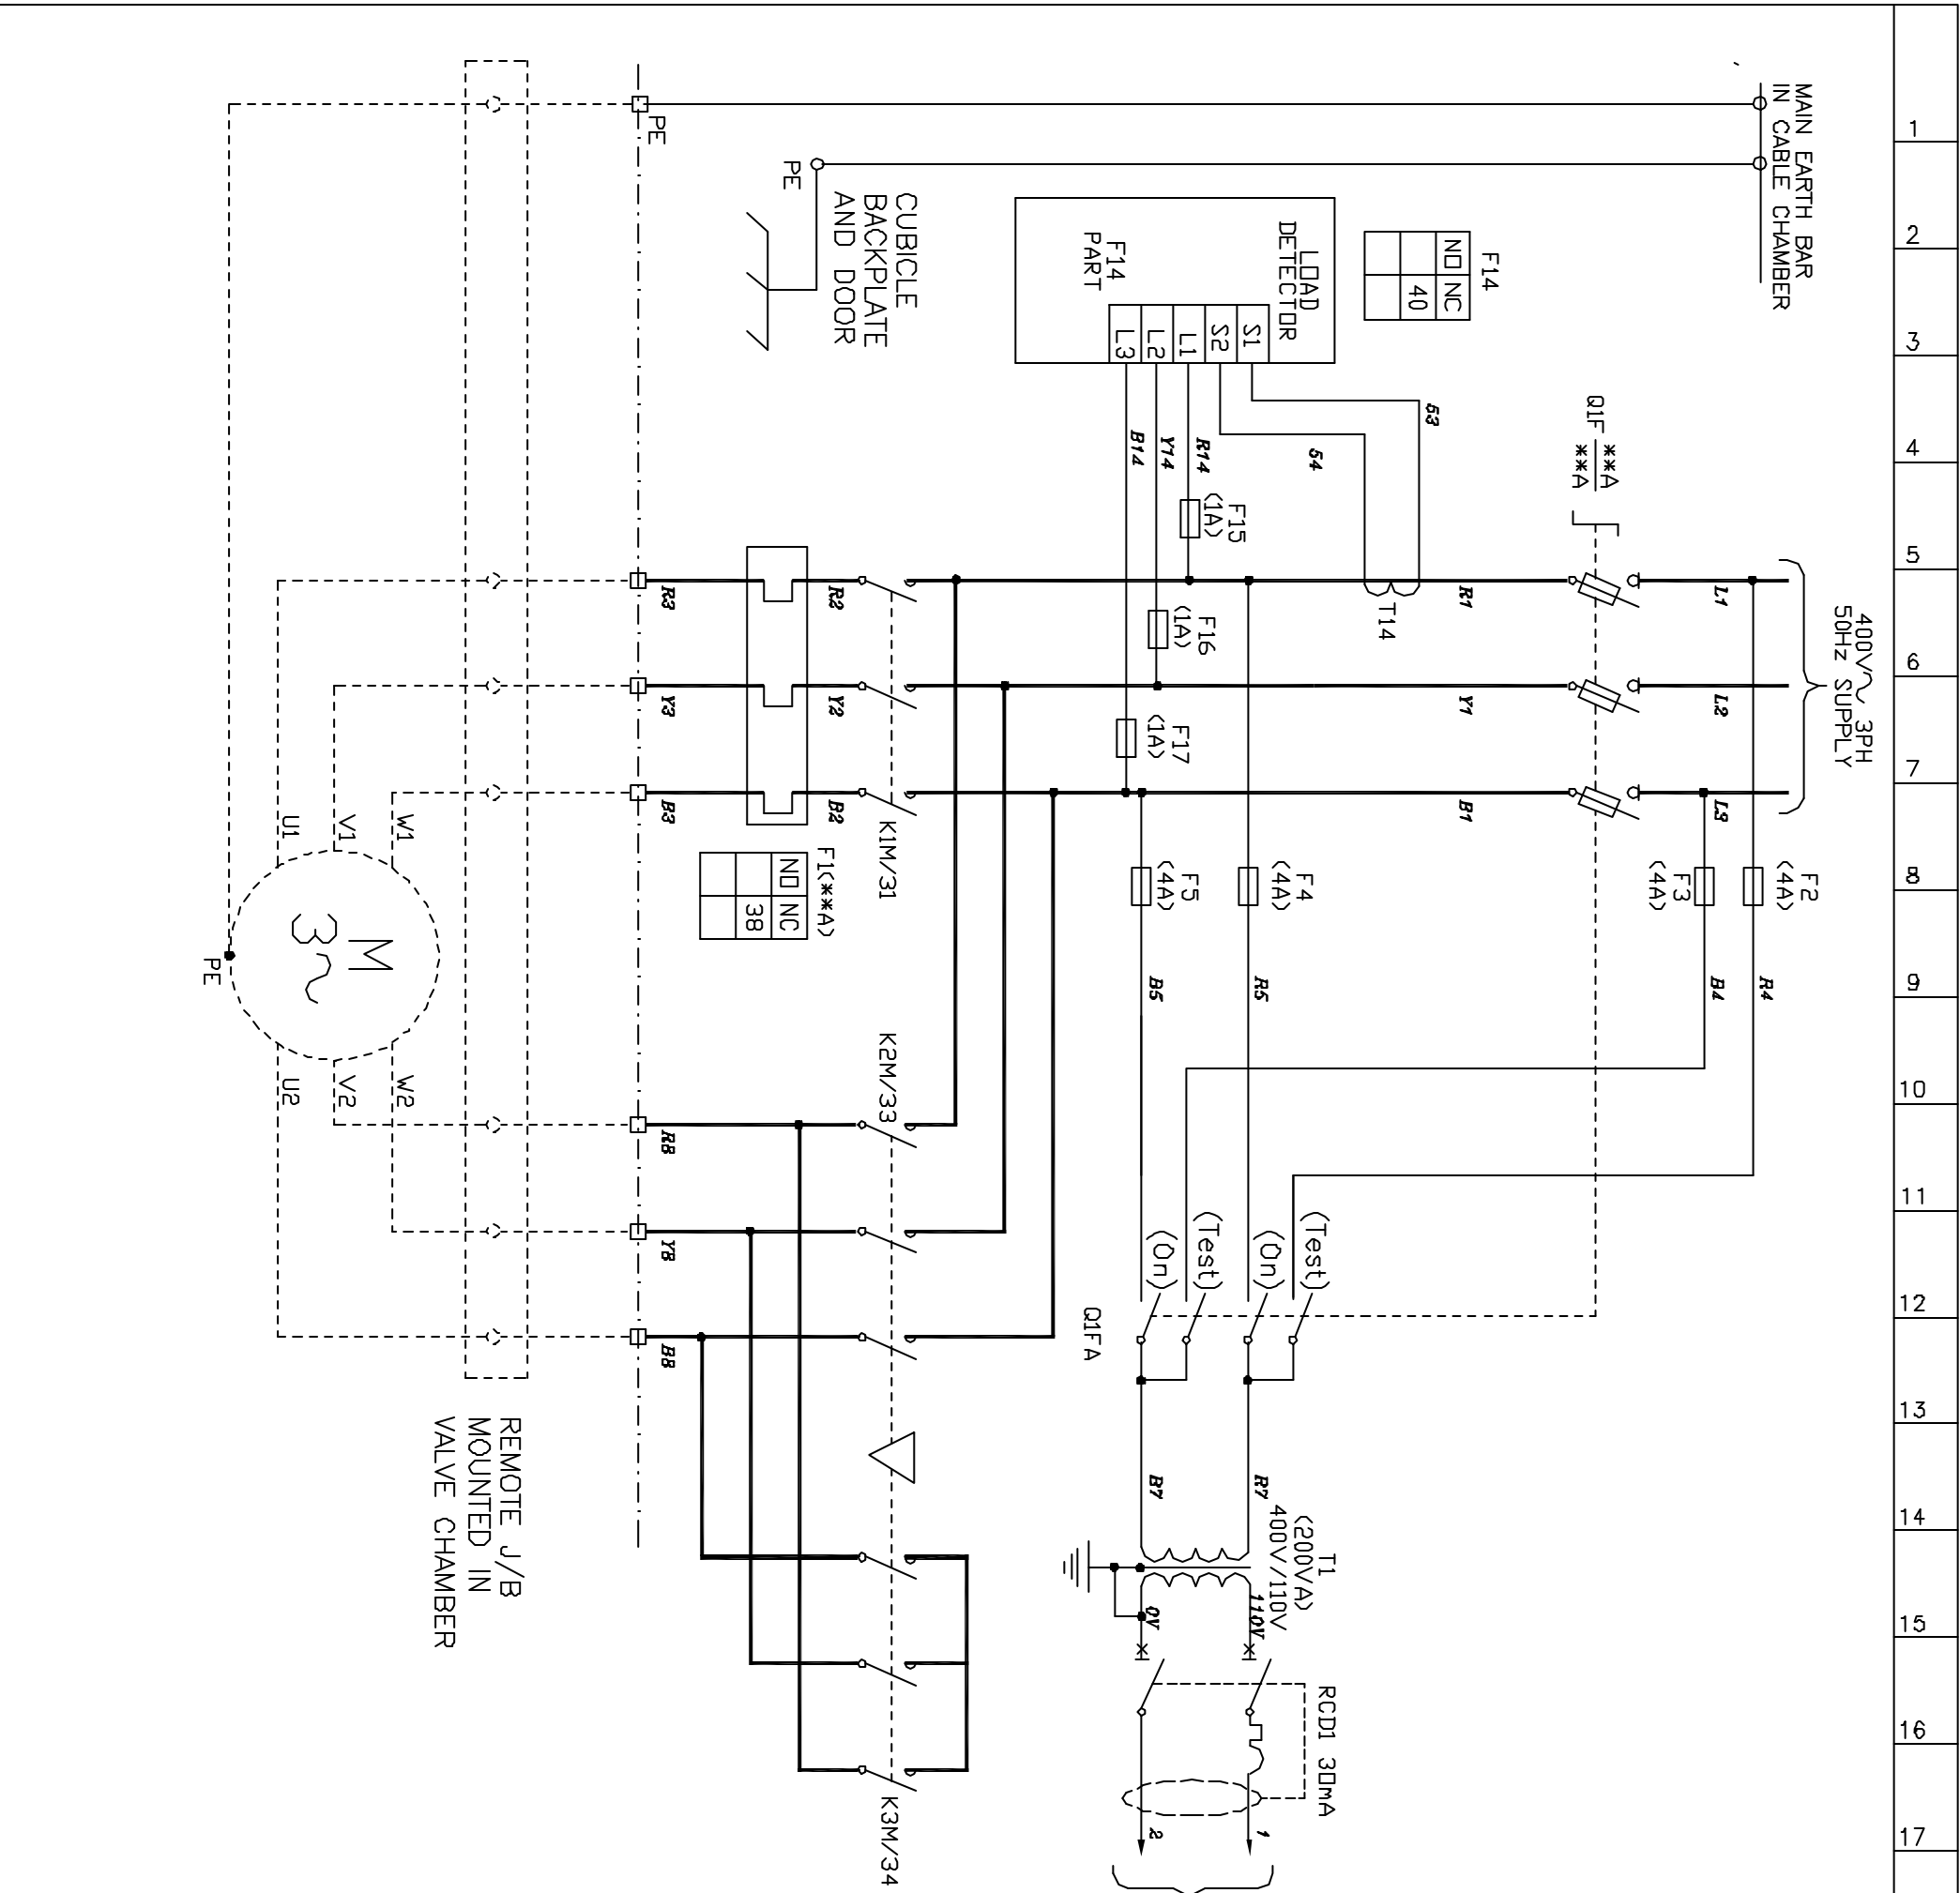 1
2
3
4
5
6
7
8
9
10
11
12
13
14
15
16
17
MAIN EARTH BAR
IN CABLE CHAMBER
PE
PE
CUBICLE
BACKPLATE
AND DOOR
F14
NO NC
40
LOAD
DETECTOR
F14
PART
S1
S2
L1
L2
L3
53
54
R14
Y14
B14
Q1F **A
**A
400V 3PH
50Hz SUPPLY
L1
L2
L3
R1
Y1
B1
T14
F15
(1A)
F16
(1A)
F17
(1A)
R2
Y2
B2
R3
Y3
B3
K1M/31
F1(**A)
NO NC
38
F2
(4A)
F3
(4A)
F4
(4A)
F5
(4A)
R4
B4
R5
B5
U1
V1
W1
M
3~
PE
U2
V2
W2
K2M/33
R8
Y8
B8
(Test)
(On)
(Test)
(On)
Q1FA
R7
B7
T1
(200VA)
400V/110V
110V
0V
RCD1 30mA
1
2
K3M/34
REMOTE J/B
MOUNTED IN
VALVE CHAMBER